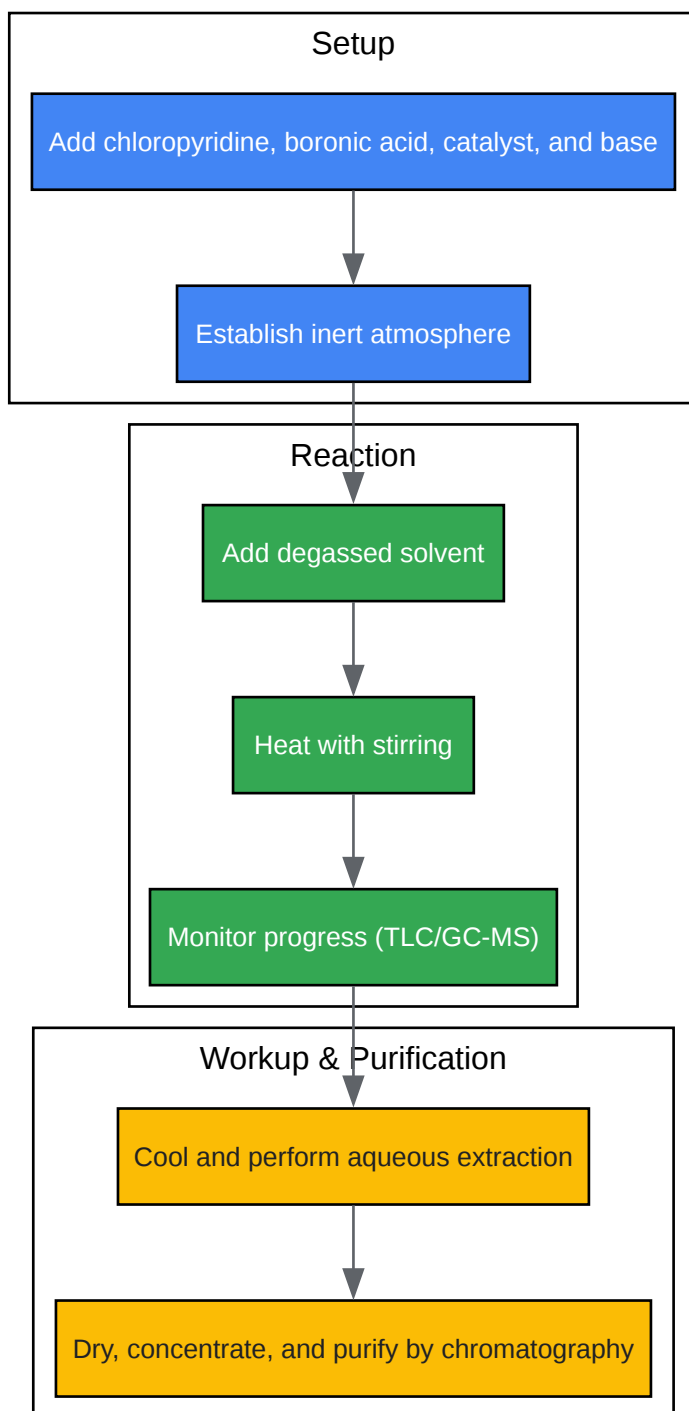 Setup
Add chloropyridine, boronic acid, catalyst, and base
Establish inert atmosphere
Reaction
Add degassed solvent
Heat with stirring
Monitor progress (TLC/GC-MS)
Workup & Purification
Cool and perform aqueous extraction
Dry, concentrate, and purify by chromatography